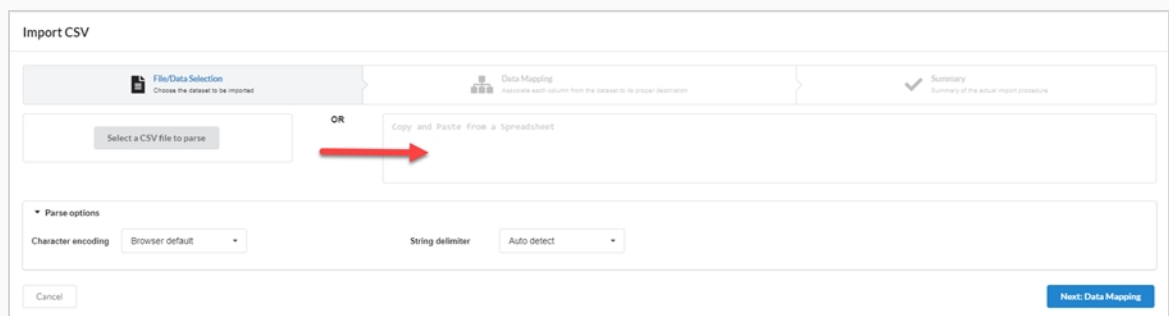 Import CSV
File/Data Selection
Choose the dataset to be imported
Data Mapping
Associate each column from the dataset to its proper destination
Summary
Summary of the actual import procedure
Select a CSV file to parse
OR
Copy and Paste from a Spreadsheet
Parse options
Character encoding
Browser default
String delimiter
Auto detect
Cancel
Next: Data Mapping